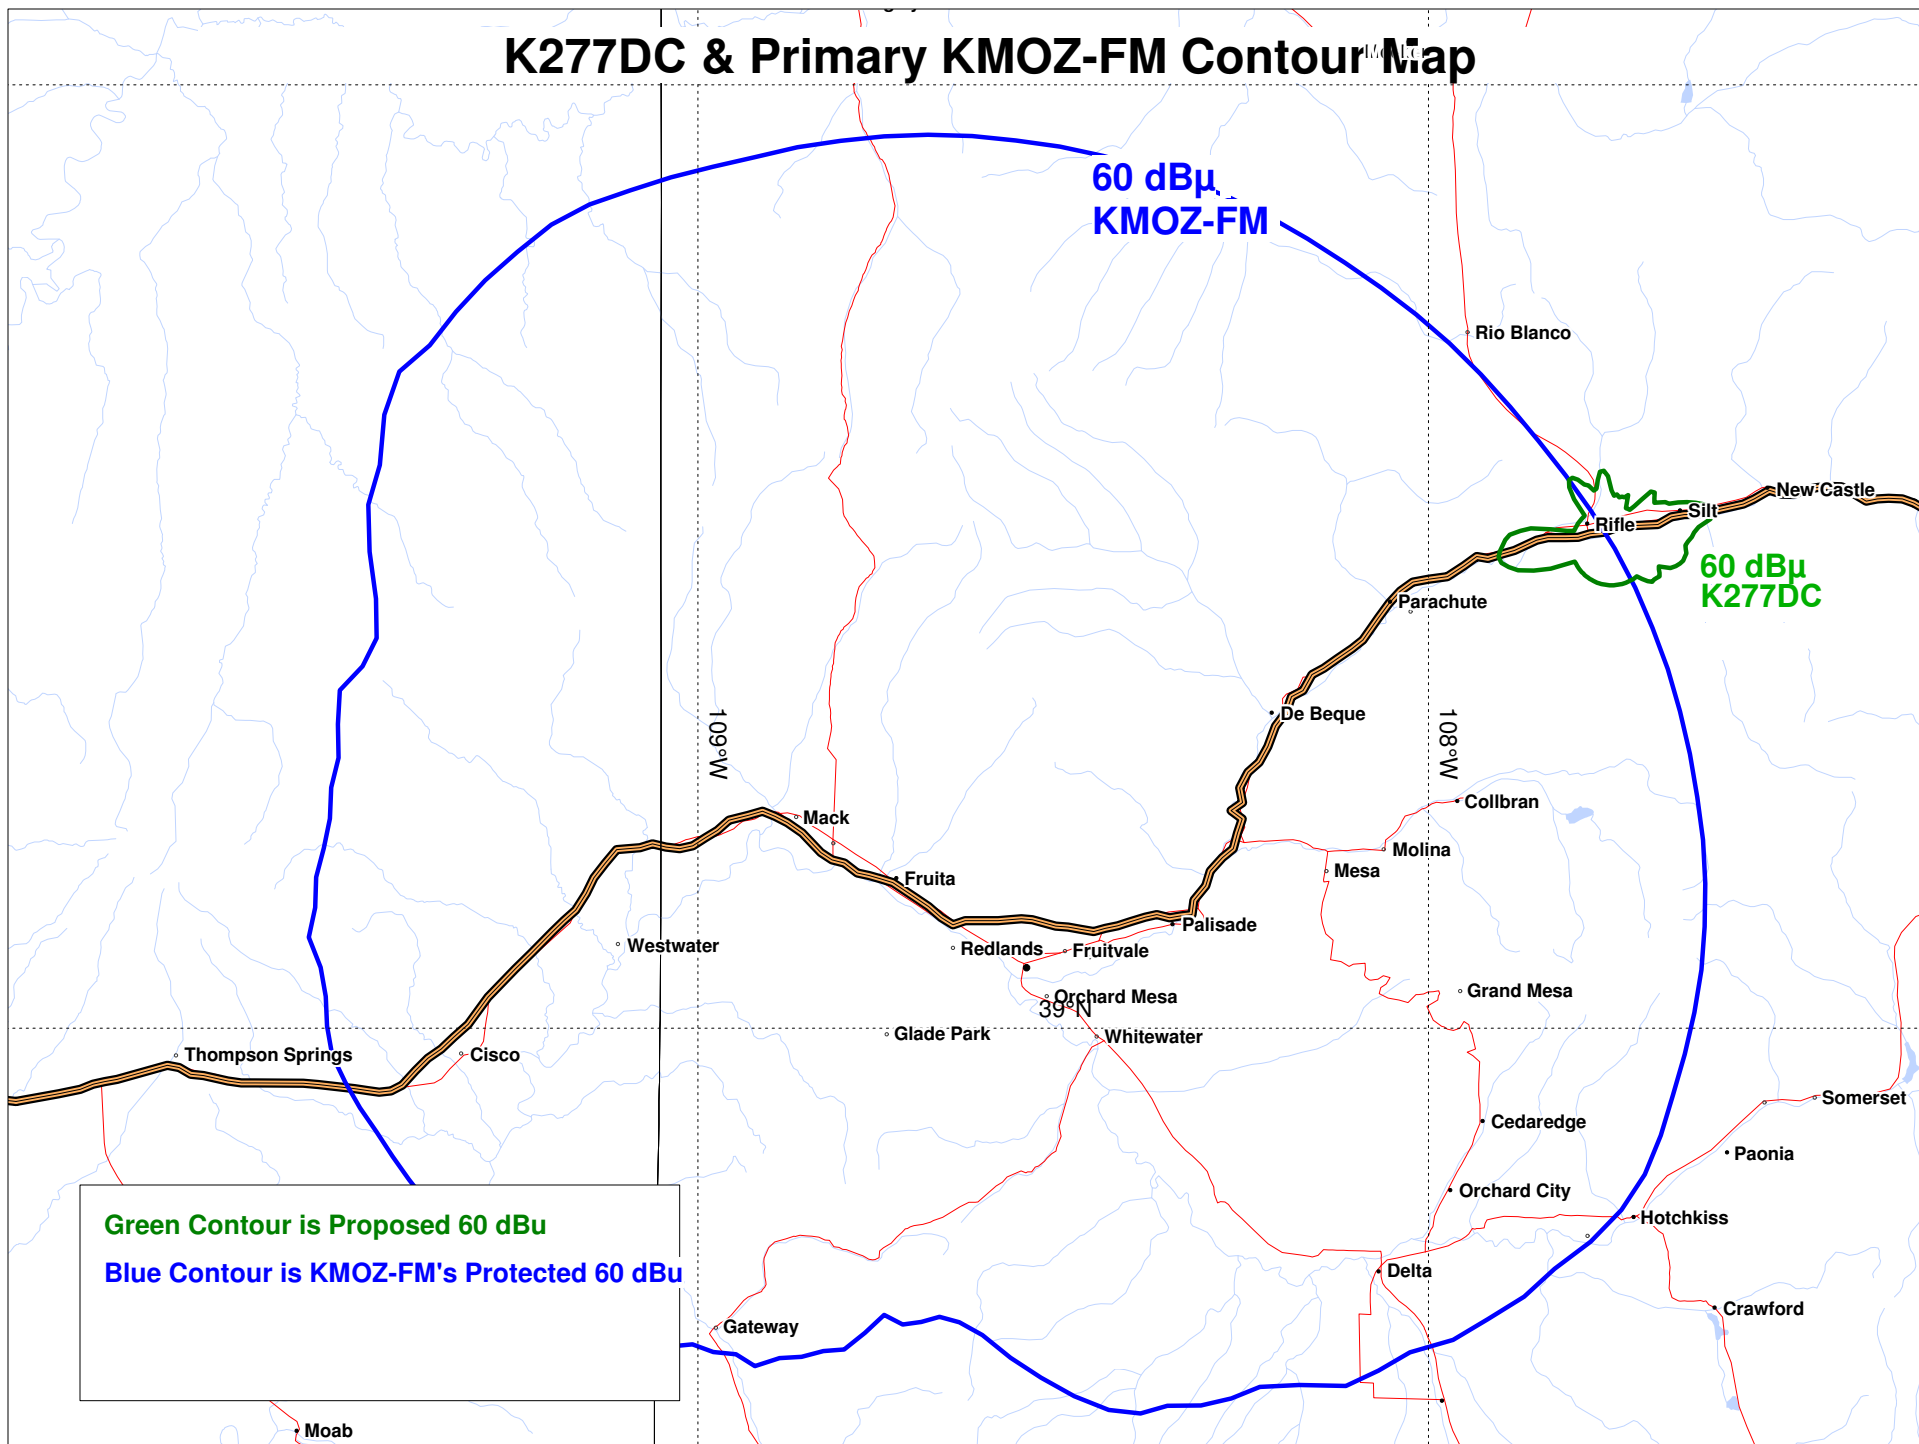 K277DC & Primary KMOZ-FM Contour Map
60 dBµ
KMOZ-FM
Rio Blanco
New Castle
Silt
Rifle
60 dBµ
K277DC
Parachute
De Beque
109°W
108°W
Collbran
Mack
Molina
Mesa
Fruita
Palisade
Westwater
Redlands
Fruitvale
Grand Mesa
Orchard Mesa
39°N
Glade Park
Whitewater
Thompson Springs
Cisco
Somerset
Cedaredge
Paonia
Orchard City
Hotchkiss
Green Contour is Proposed 60 dBu
Blue Contour is KMOZ-FM's Protected 60 dBu
Delta
Crawford
Gateway
Moab